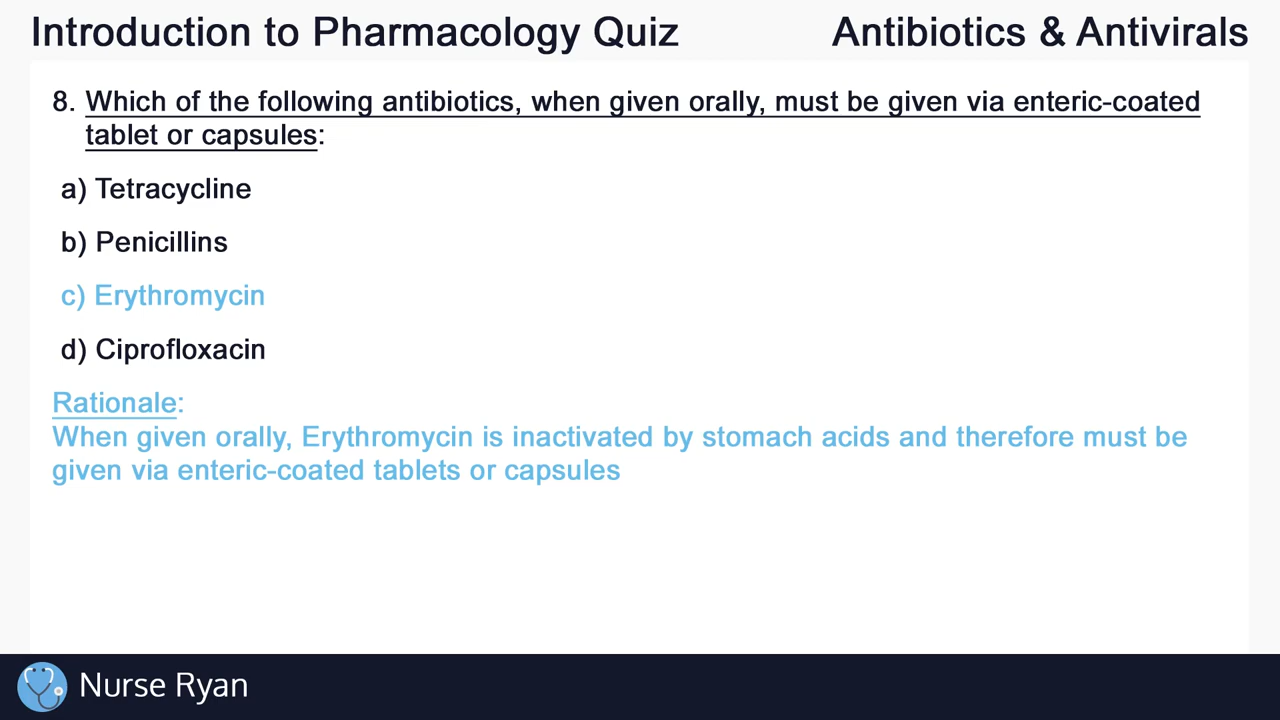 Introduction to Pharmacology Quiz
Antibiotics & Antivirals
8. Which of the following antibiotics, when given orally, must be given via enteric-coated
tablet or capsules:
a) Tetracycline
b) Penicillins
c) Erythromycin
d) Ciprofloxacin
Rationale:
When given orally, Erythromycin is inactivated by stomach acids and therefore must be
given via enteric-coated tablets or capsules
Nurse Ryan